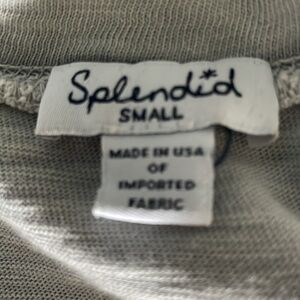 Splendid
SMALL
MADE IN USA
OF
IMPORTED
FABRIC